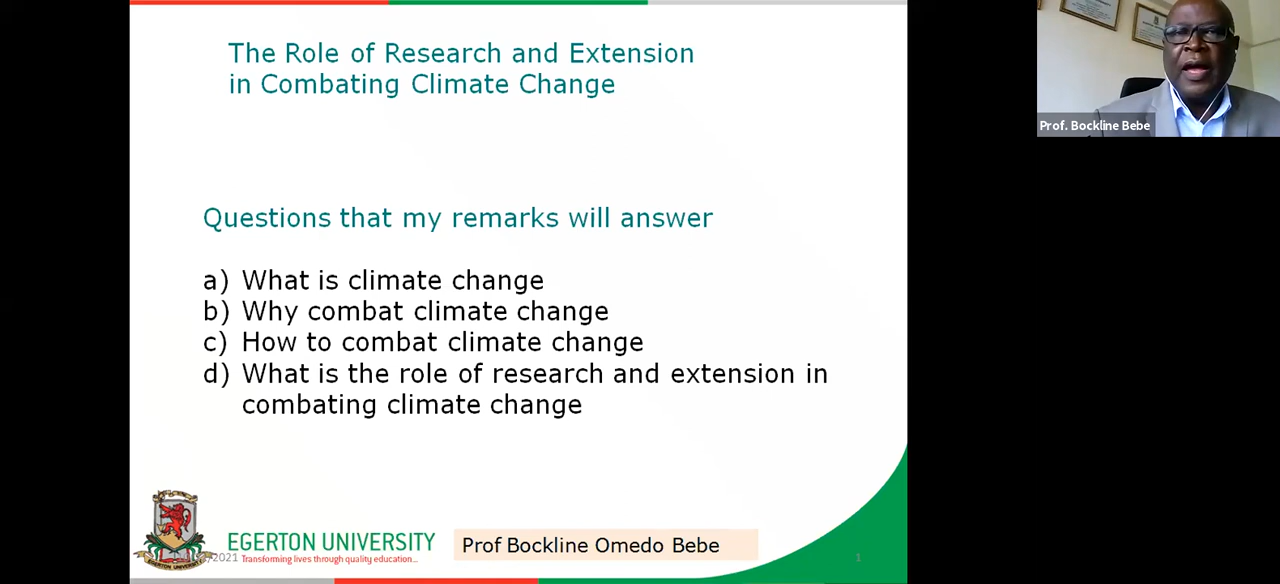 The Role of Research and Extension
in Combating Climate Change
Prof. Bockline Bebe
Questions that my remarks will answer
a) What is climate change
b) Why combat climate change
c) How to combat climate change
d) What is the role of research and extension in
combating climate change
EGERTON UNIVERSITY
Transforming lives through quality education...
Prof Bockline Omedo Bebe
/2021
1